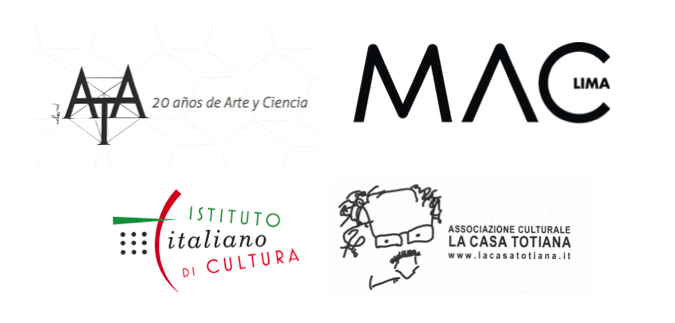 ATA
20 años de Arte y Ciencia
MAC
LIMA
ISTITUTO
italiano
DI CULTURA
ASSOCIAZIONE CULTURALE
LA CASA TOTIANA
www.lacasatotiana.it